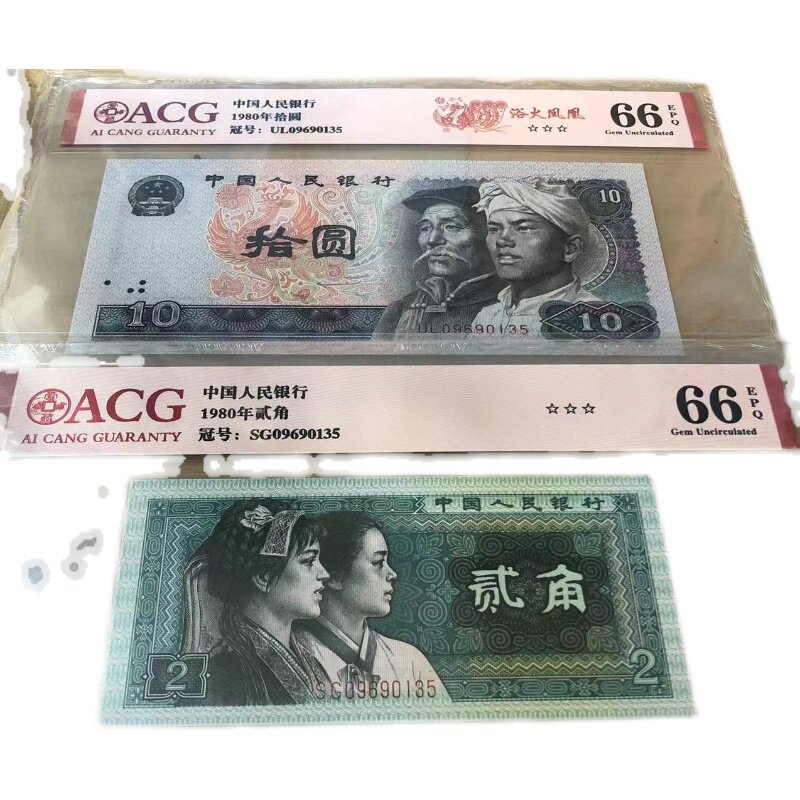 ACG
AI CANG GUARANTY
中国人民银行
1980年拾圆
冠号：UL09690135
浴火凤凰
☆☆☆
66 EPQ
Gem Uncirculated
中国人民银行
10
拾圆
10
UL09690135
10
ACG
AI CANG GUARANTY
中国人民银行
1980年贰角
冠号：SG09690135
☆☆☆
66 EPQ
Gem Uncirculated
中国人民银行
贰角
2
SG09690135
2